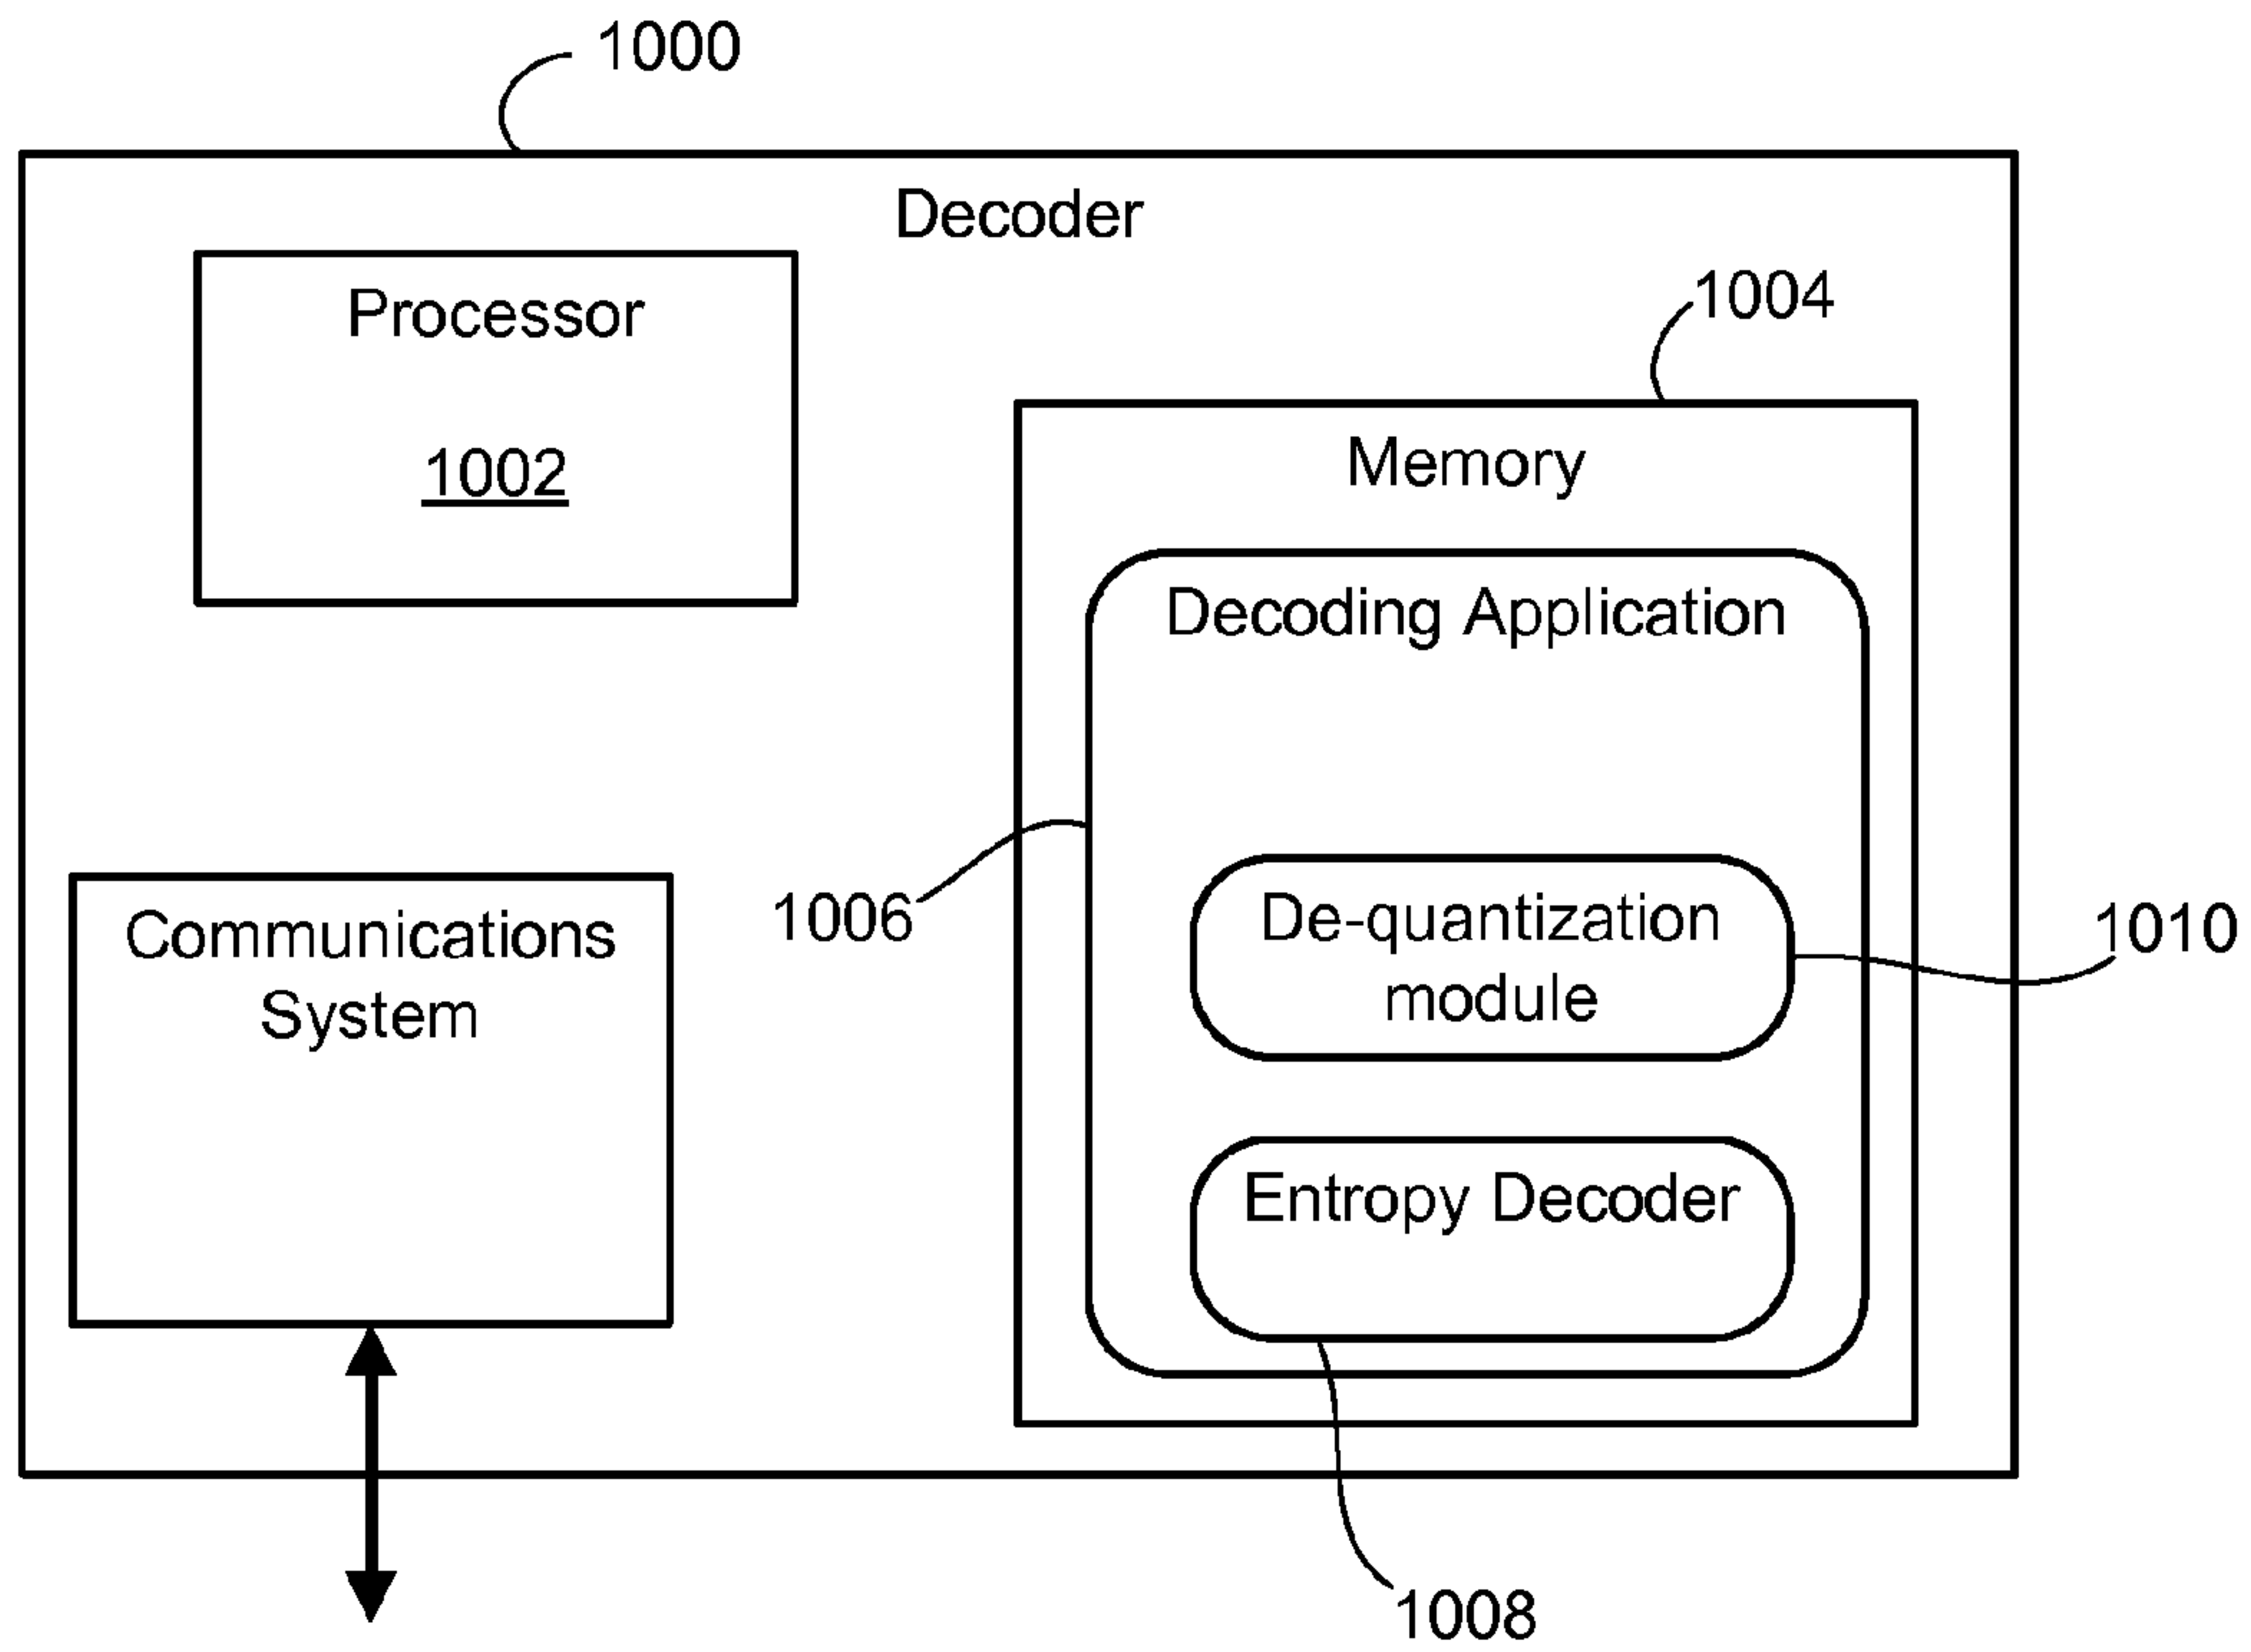 1000
Decoder
Processor
1002
1004
Memory
Decoding Application
1006
De-quantization
module
1010
Communications
System
Entropy Decoder
1008